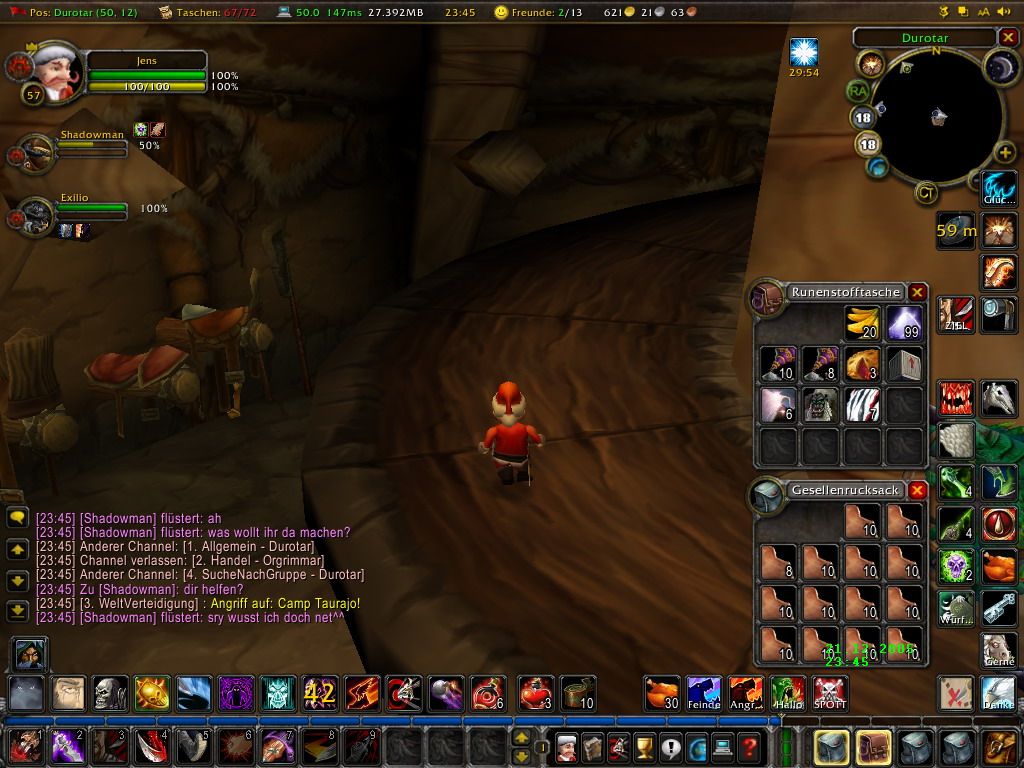 Pos: Durotar (50, 12) Taschen: 67/72 50.0 147ms 27.392MB 23:45 Freunde: 2/13 621 21 63
Durotar
N
29:54
Jens
100%
100/100 100%
57
RA
18
18
CT
Shadowman
50%
Exilio
100%
Glüc...
59 m
Runenstofftasche
20 99
10 8 3
6 7
ZIEL
Gesellenrucksack
10 10
8 10 10 10
10 10 10 10
10 10 10 10
4
4
2
Würf...
Gerne
21.12.2005
23:45
[23:45] [Shadowman] flüstert: ah
[23:45] [Shadowman] flüstert: was wollt ihr da machen?
[23:45] Anderer Channel: [1. Allgemein - Durotar]
[23:45] Channel verlassen: [2. Handel - Orgrimmar]
[23:45] Anderer Channel: [4. SucheNachGruppe - Durotar]
[23:45] Zu [Shadowman]: dir helfen?
[23:45] [3. WeltVerteidigung] : Angriff auf: Camp Taurajo!
[23:45] [Shadowman] flüstert: sry wusst ich doch net^^
42 6 3 10 30 Feinde Angr... Hallo SPOTT Danke
2 3 4 5 6 7 8 9
1